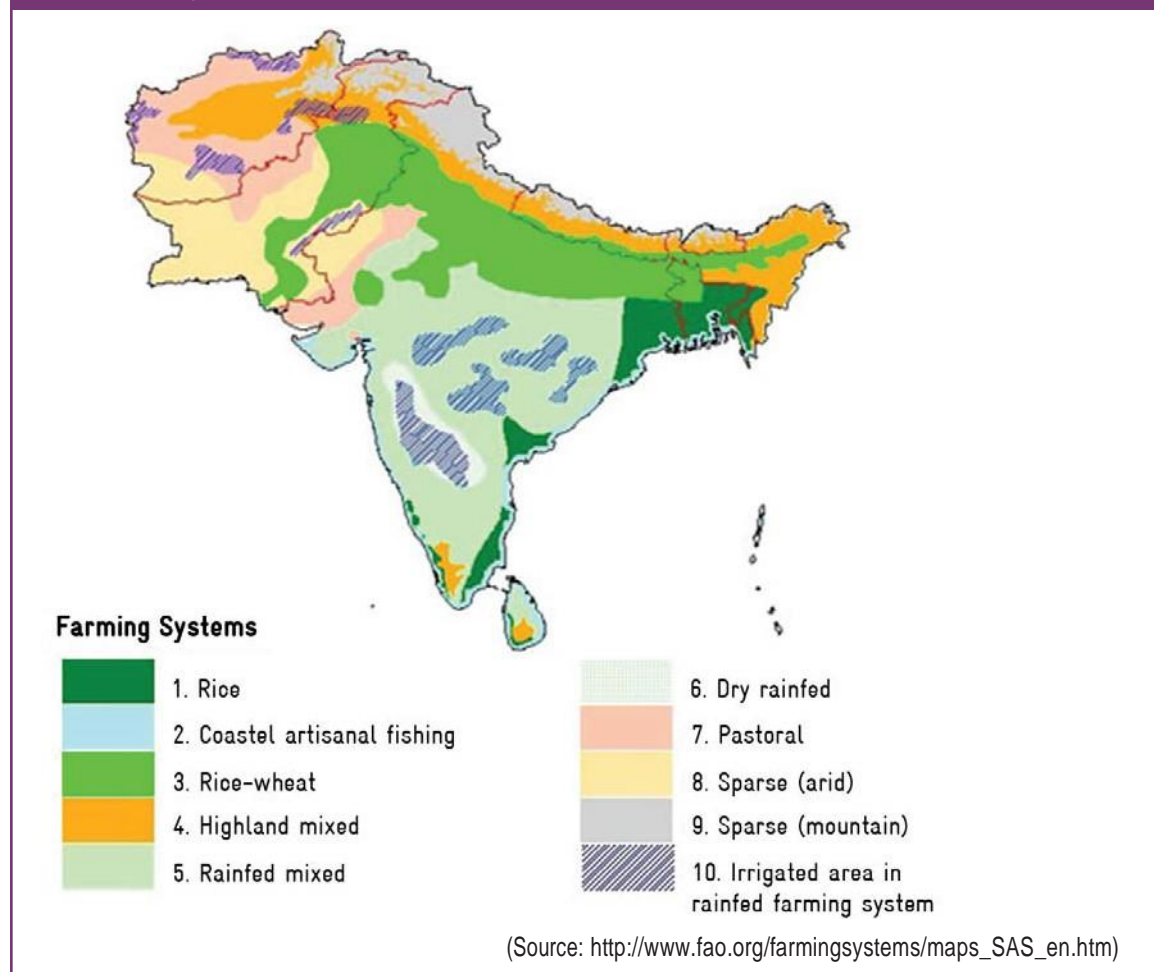 Farming Systems
1. Rice
2. Coastel artisanal fishing
3. Rice-wheat
4. Highland mixed
5. Rainfed mixed
6. Dry rainfed
7. Pastoral
8. Sparse (arid)
9. Sparse (mountain)
10. Irrigated area in
rainfed farming system
(Source: http://www.fao.org/farmingsystems/maps_SAS_en.htm)